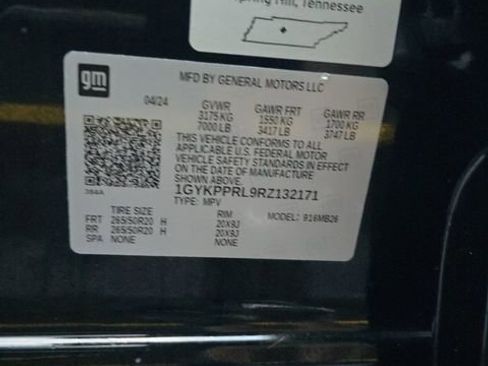 Spring Hill, Tennessee
gm
MFD BY GENERAL MOTORS LLC
04/24 GVWR GAWR FRT GAWR RR
3175 KG 1550 KG 1700 KG
7000 LB 3417 LB 3747 LB
THIS VEHICLE CONFORMS TO ALL
APPLICABLE U.S. FEDERAL MOTOR
VEHICLE SAFETY STANDARDS IN EFFECT
ON THE DATE OF MANUFACTURE
SHOWN ABOVE.
1GYKPPRL9RZ132171
TYPE: MPV
TIRE SIZE RIM MODEL: 916MB26
FRT 265/50R20 H 20X9J
RR 265/50R20 H 20X9J
SPA NONE NONE